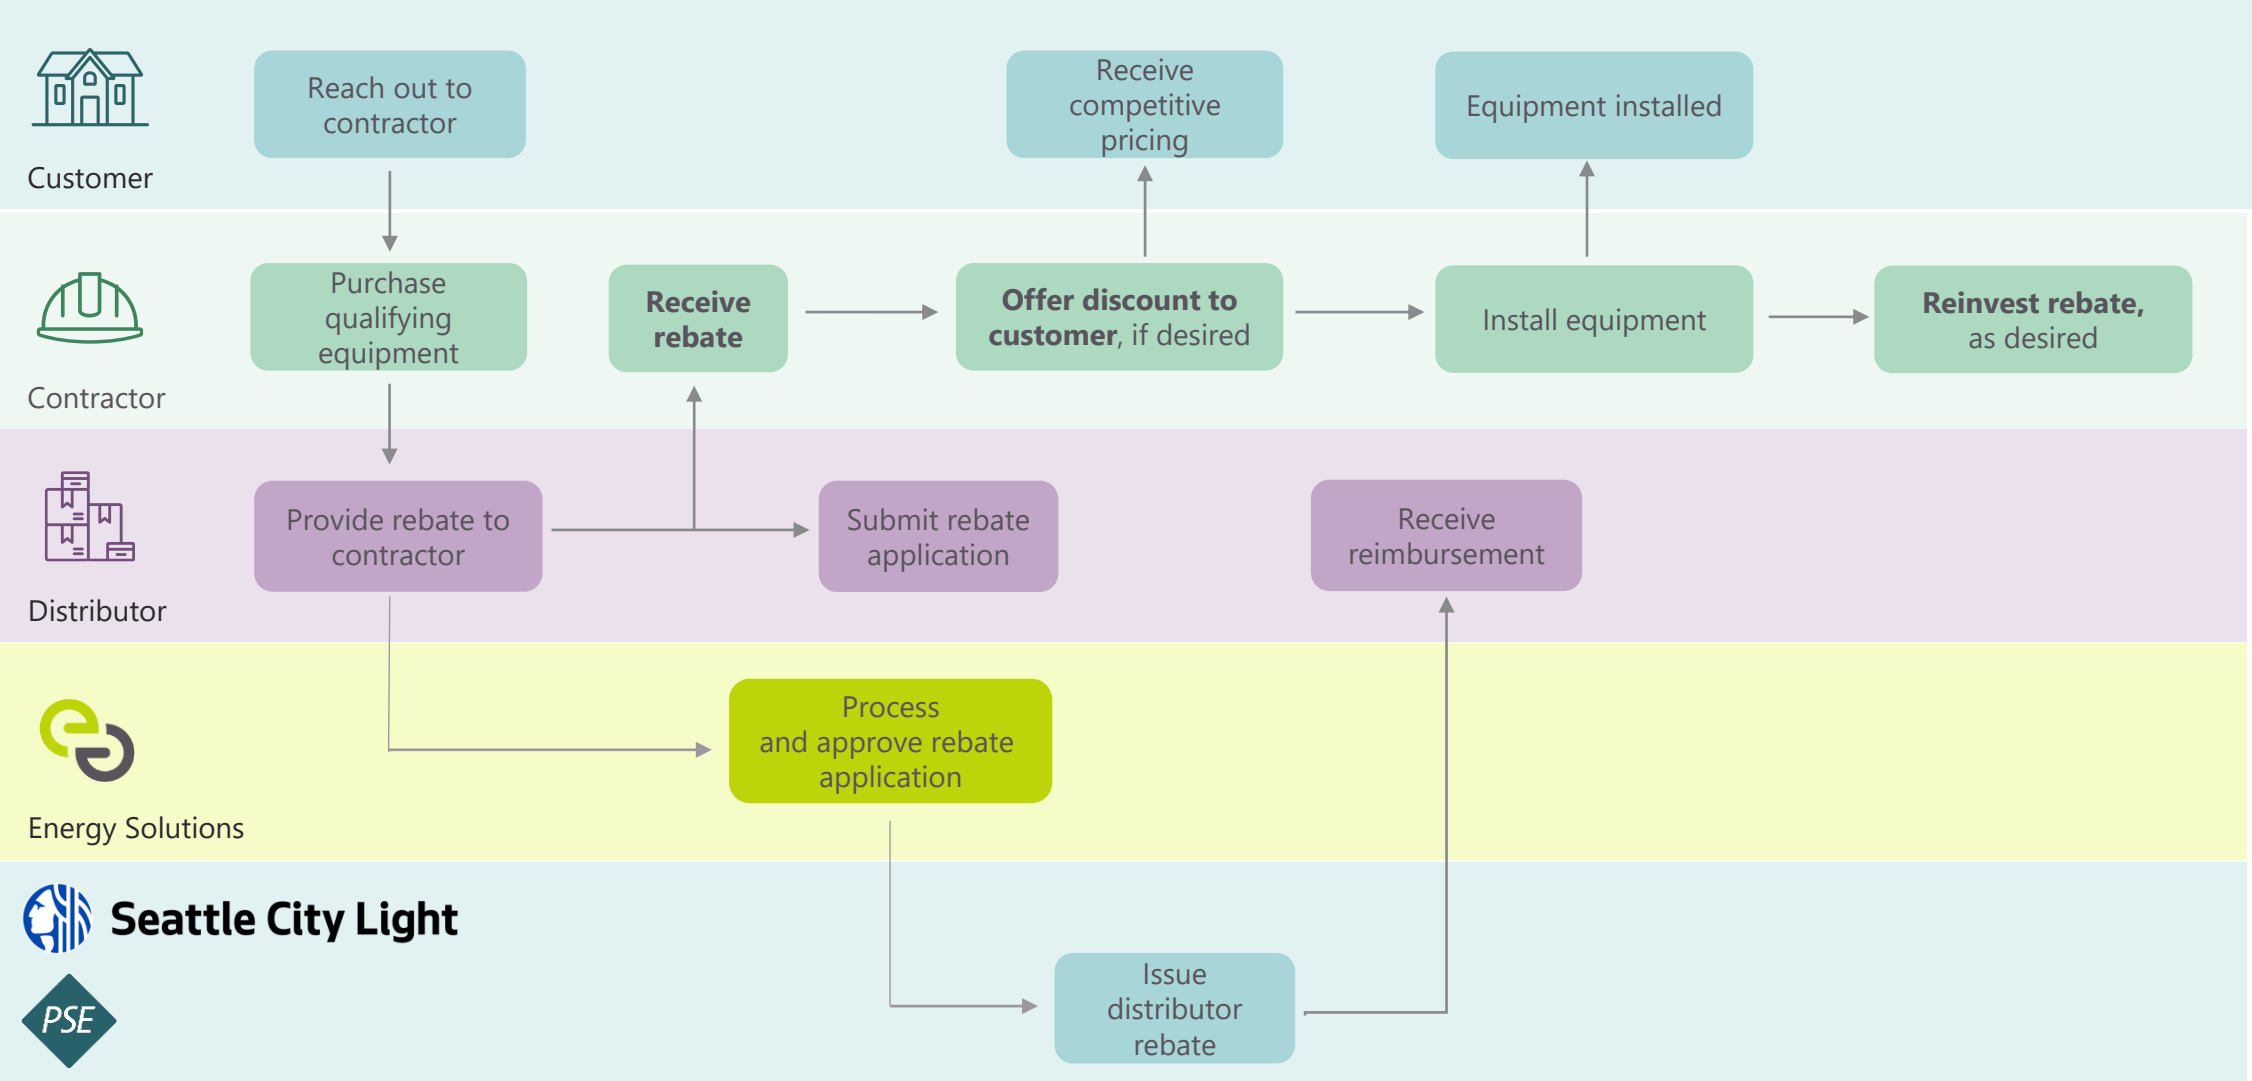 Customer
Reach out to
contractor
Receive
competitive
pricing
Equipment installed
Contractor
Purchase
qualifying
equipment
Receive
rebate
Offer discount to
customer, if desired
Install equipment
Reinvest rebate,
as desired
Distributor
Provide rebate to
contractor
Submit rebate
application
Receive
reimbursement
Energy Solutions
Process
and approve rebate
application
Seattle City Light
PSE
Issue
distributor
rebate